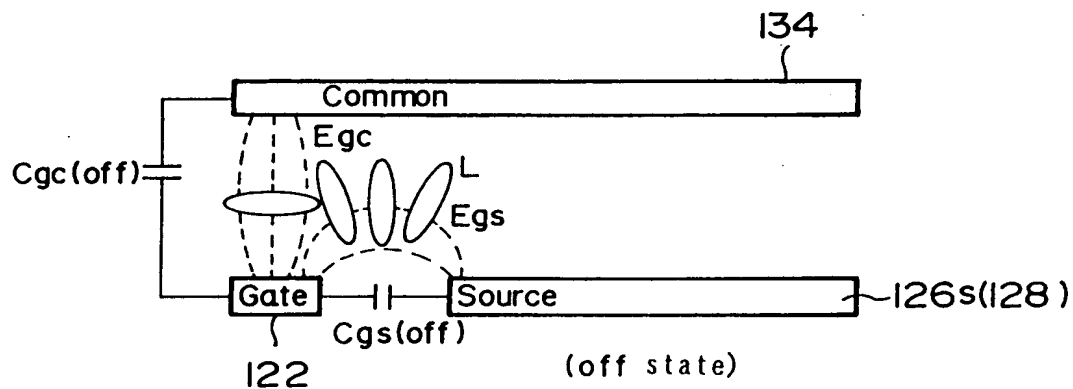 134
Common
Egc
Cgc(off)
L
Egs
Gate
Source
126s(128)
Cgs(off)
122
(off state)